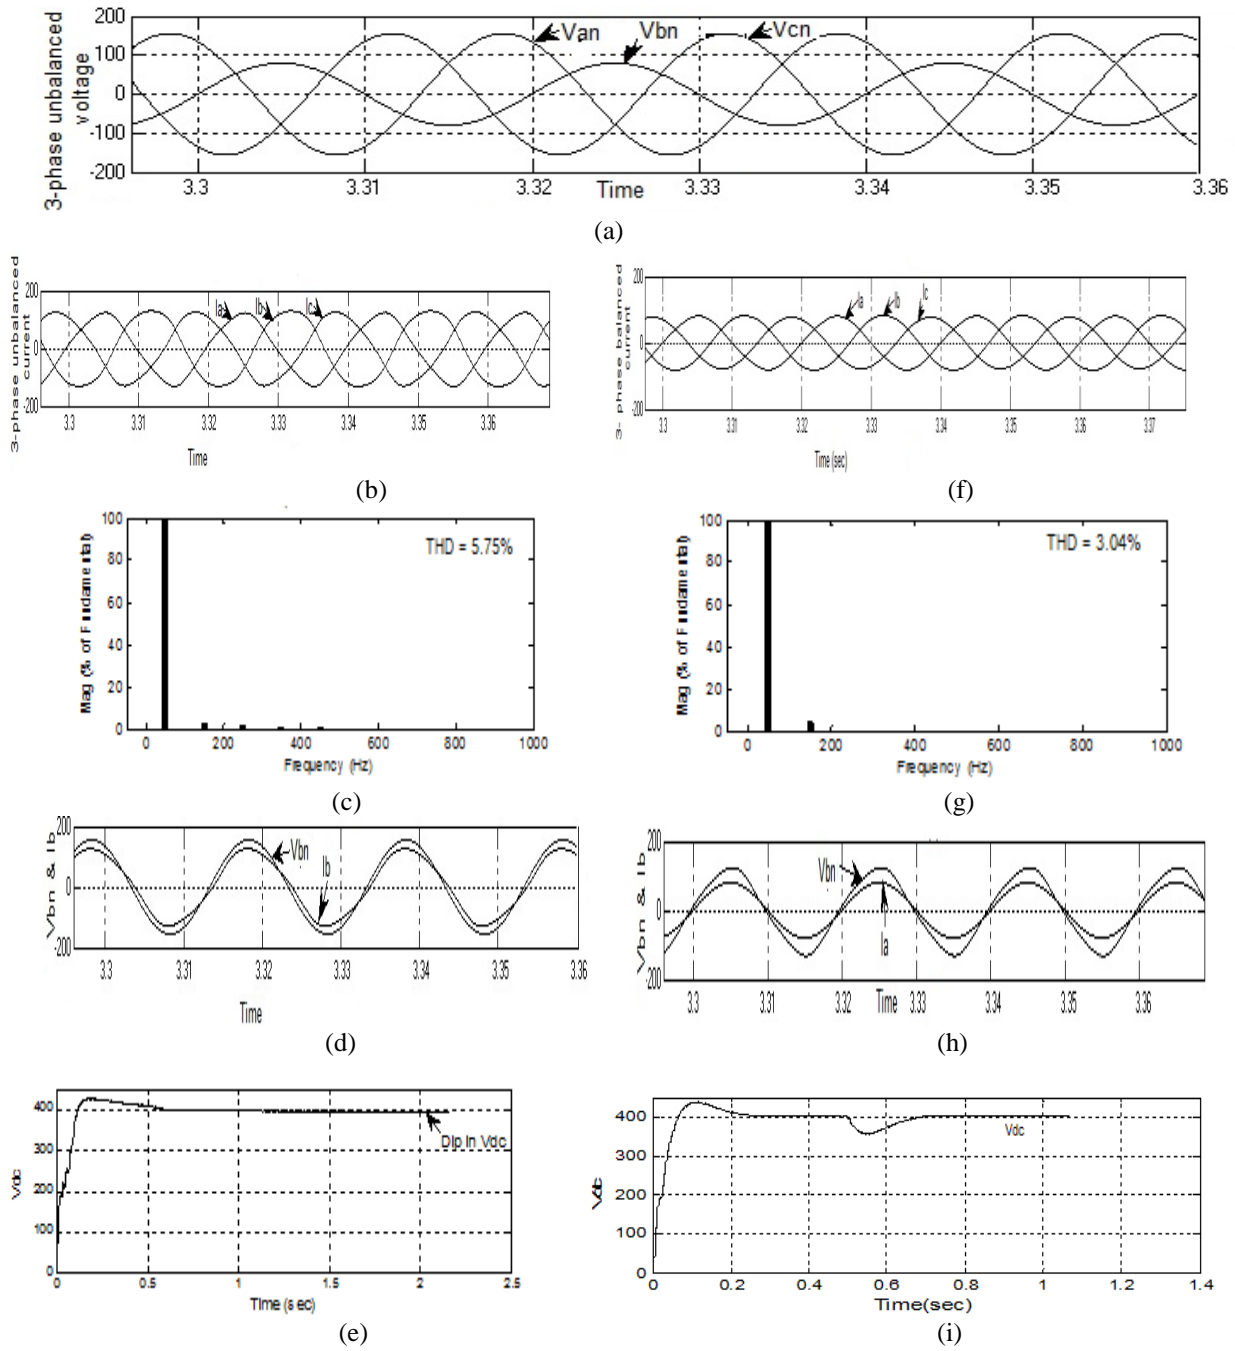 3-phase unbalanced
voltage
200
100
0
-100
-200
Van
Vbn
Vcn
3.3
3.31
3.32
3.33
3.34
3.35
3.36
Time
(a)
3-phase unbalanced
current
200
0
-200
Ia
Ib
Ic
3.3
3.31
3.32
3.33
3.34
3.35
3.36
Time
(b)
3- phase balanced
current
200
0
-200
Ia
Ib
Ic
3.3
3.31
3.32
3.33
3.34
3.35
3.36
3.37
Time (sec)
(f)
Mag (% of Fundamental)
100
80
60
40
20
0
THD = 5.75%
0
200
400
600
800
1000
Frequency (Hz)
(c)
Mag (% of Fundamental)
100
80
60
40
20
0
THD = 3.04%
0
200
400
600
800
1000
Frequency (Hz)
(g)
Vbn & Ib
200
0
-200
Vbn
Ib
3.3
3.31
3.32
3.33
3.34
3.35
3.36
Time
(d)
Vbn & Ib
200
0
-200
Vbn
Ia
3.3
3.31
3.32
Time
3.33
3.34
3.35
3.36
(h)
Vdc
400
300
200
100
0
Dip In Vdc
0
0.5
1
1.5
2
2.5
Time (sec)
(e)
Vdc
400
300
200
100
0
Vdc
0
0.2
0.4
0.6
0.8
1
1.2
1.4
Time(sec)
(i)